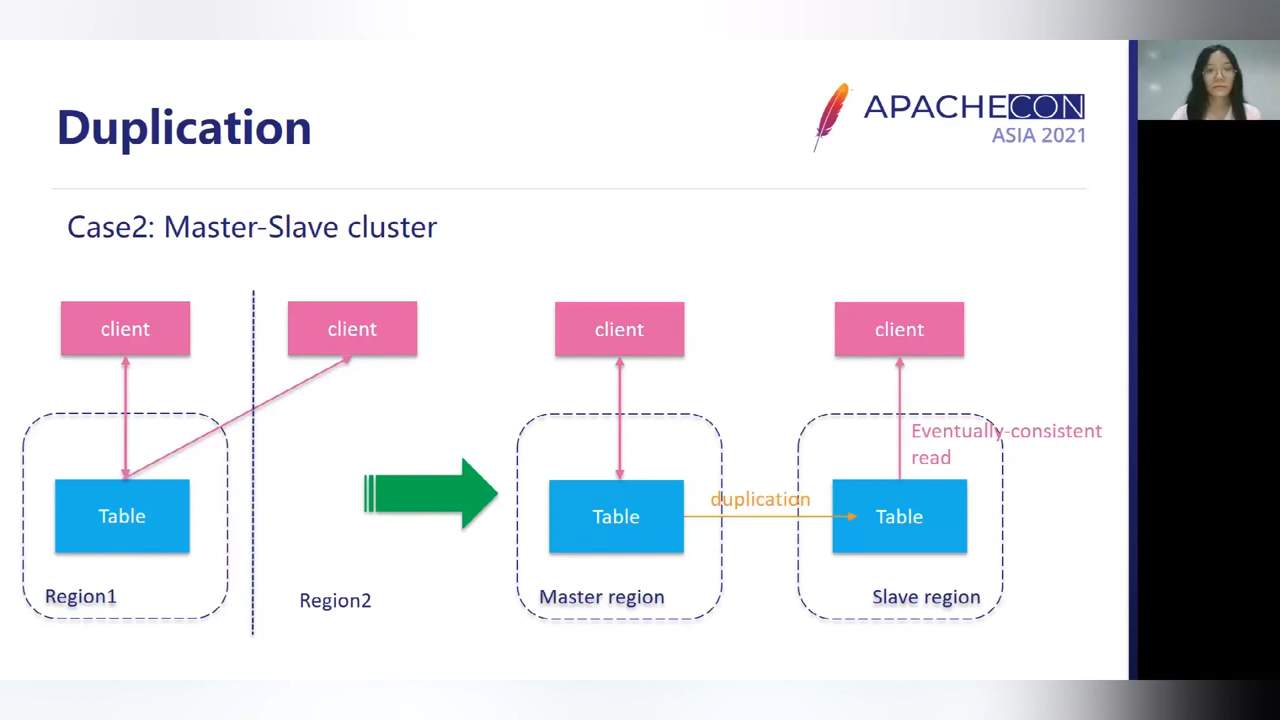 Duplication
APACHECON
ASIA 2021
Case2: Master-Slave cluster
client
client
client
client
Eventually-consistent
read
duplication
Table
Table
Table
Region1
Region2
Master region
Slave region